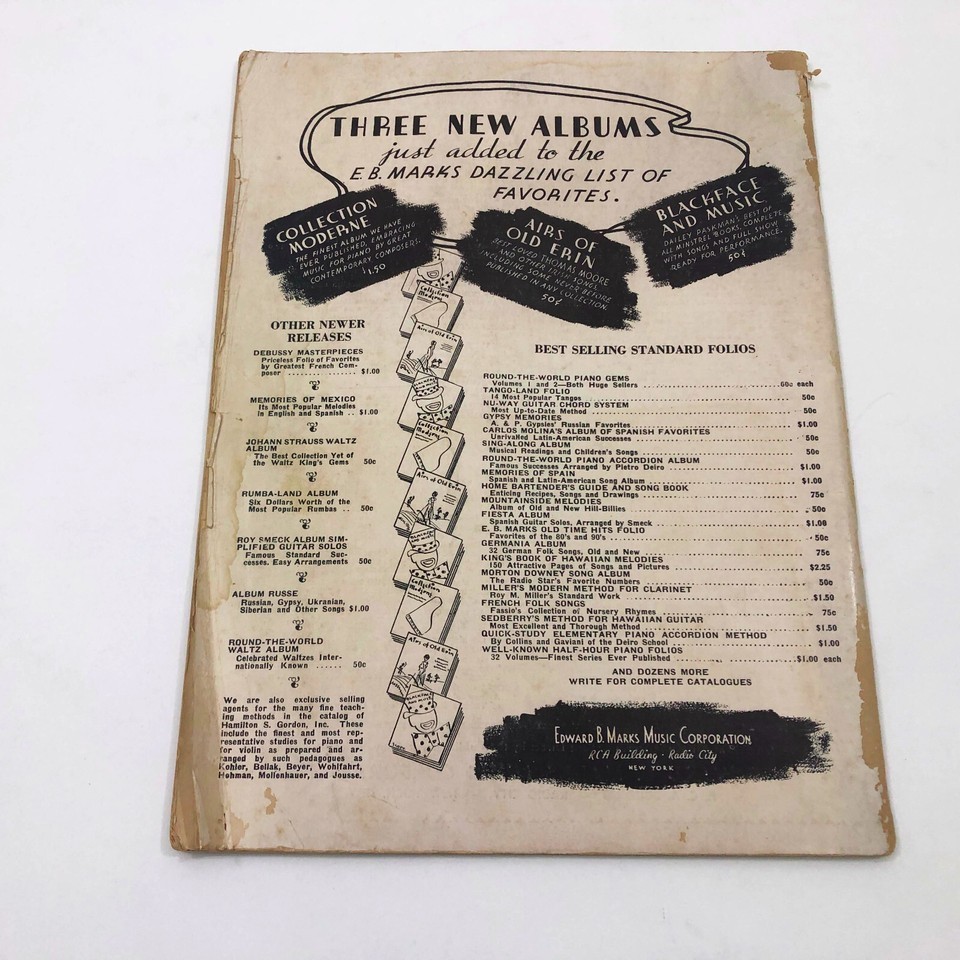 THREE NEW ALBUMS
just added to the
E.B. MARKS DAZZLING LIST OF
FAVORITES.
COLLECTION
MODERNE
THE FINEST ALBUM WE HAVE
EVER PUBLISHED, EMBRACING
MUSIC FOR PIANO BY GREAT
CONTEMPORARY COMPOSERS.
$1.50
AIRS OF
OLD ERIN
BEST LOVED THOMAS MOORE
AND OTHER IRISH SONGS,
INCLUDING SOME NEVER BEFORE
PUBLISHED IN ANY COLLECTION.
50¢
BLACKFACE
AND MUSIC
DAILEY PASKMAN'S BEST OF
ALL MINSTREL BOOKS, COMPLETE
WITH SONGS AND FULL SHOW
READY FOR PERFORMANCE.
50¢
Collection
Moderne
Airs of Old Erin
Collection
Moderne
Airs of Old Erin
Collection
Moderne
Airs of Old Erin
BLACKFACE
OTHER NEWER
RELEASES
DEBUSSY MASTERPIECES
Priceless Folio of Favorites
by Greatest French Com-
poser ................ $1.00
MEMORIES OF MEXICO
Its Most Popular Melodies
in English and Spanish .. $1.00
JOHANN STRAUSS WALTZ
ALBUM
The Best Collection Yet of
the Waltz King's Gems 50c
RUMBA-LAND ALBUM
Six Dollars Worth of the
Most Popular Rumbas .. 50c
ROY SMECK ALBUM SIM-
PLIFIED GUITAR SOLOS
Famous Standard Suc-
cesses. Easy Arrangements 50c
ALBUM RUSSE
Russian, Gypsy, Ukranian,
Siberian and Other Songs $1.00
ROUND-THE-WORLD
WALTZ ALBUM
Celebrated Waltzes Inter-
nationally Known ...... 50c
We are also exclusive selling
agents for the many fine teach-
ing methods in the catalog of
Hamilton S. Gordon, Inc. These
include the finest and most rep-
resentative studies for piano and
for violin as prepared and ar-
ranged by such pedagogues as
Kohler, Bellak, Beyer, Wohlfahrt,
Hohman, Mollenhauer, and Jousse.
BEST SELLING STANDARD FOLIOS
ROUND-THE-WORLD PIANO GEMS
Volumes 1 and 2—Both Huge Sellers .......... 60c each
TANGO-LAND FOLIO
14 Most Popular Tangos .......... 50c
NU-WAY GUITAR CHORD SYSTEM
Most Up-to-Date Method .......... 50c
GYPSY MEMORIES
A. & P. Gypsies' Russian Favorites .......... $1.00
CARLOS MOLINA'S ALBUM OF SPANISH FAVORITES
Unrivalled Latin-American Successes .......... 50c
SING-ALONG ALBUM
Musical Readings and Children's Songs .......... 50c
ROUND-THE-WORLD PIANO ACCORDION ALBUM
Famous Successes Arranged by Pietro Deiro .......... $1.00
MEMORIES OF SPAIN
Spanish and Latin-American Song Album .......... $1.00
HOME BARTENDER'S GUIDE AND SONG BOOK
Enticing Recipes, Songs and Drawings .......... 75c
MOUNTAINSIDE MELODIES
Album of Old and New Hill-Billies .......... 50c
FIESTA ALBUM
Spanish Guitar Solos, Arranged by Smeck .......... $1.00
E. B. MARKS OLD TIME HITS FOLIO
Favorites of the 80's and 90's .......... 50c
GERMANIA ALBUM
32 German Folk Songs, Old and New .......... 75c
KING'S BOOK OF HAWAIIAN MELODIES
150 Attractive Pages of Songs and Pictures .......... $2.25
MORTON DOWNEY SONG ALBUM
The Radio Star's Favorite Numbers .......... 50c
MILLER'S MODERN METHOD FOR CLARINET
Roy M. Miller's Standard Work .......... $1.50
FRENCH FOLK SONGS
Fassio's Collection of Nursery Rhymes .......... 75c
SEDBERRY'S METHOD FOR HAWAIIAN GUITAR
Most Excellent and Thorough Method .......... $1.50
QUICK-STUDY ELEMENTARY PIANO ACCORDION METHOD
By Collins and Gaviani of the Deiro School .......... $1.00
WELL-KNOWN HALF-HOUR PIANO FOLIOS
32 Volumes—Finest Series Ever Published .......... $1.00 each
AND DOZENS MORE
WRITE FOR COMPLETE CATALOGUES
EDWARD B. MARKS MUSIC CORPORATION
RCA Building · Radio City
NEW YORK